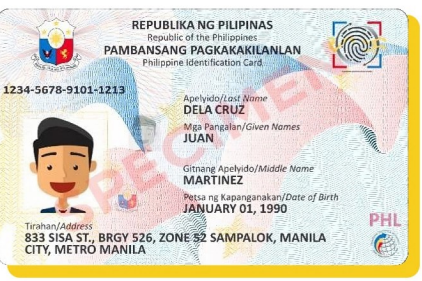 REPUBLIKA NG PILIPINAS
Republic of the Philippines
PAMBANSANG PAGKAKAKILANLAN
Philippine Identification Card
1234-5678-9101-1213
Apelyido/Last Name
DELA CRUZ
Mga Pangalan/Given Names
JUAN
Gitnang Apelyido/Middle Name
MARTINEZ
Petsa ng Kapanganakan/Date of Birth
JANUARY 01, 1990
PHL
Tirahan/Address
833 SISA ST., BRGY 526, ZONE 52 SAMPALOK, MANILA
CITY, METRO MANILA
SPECIMEN